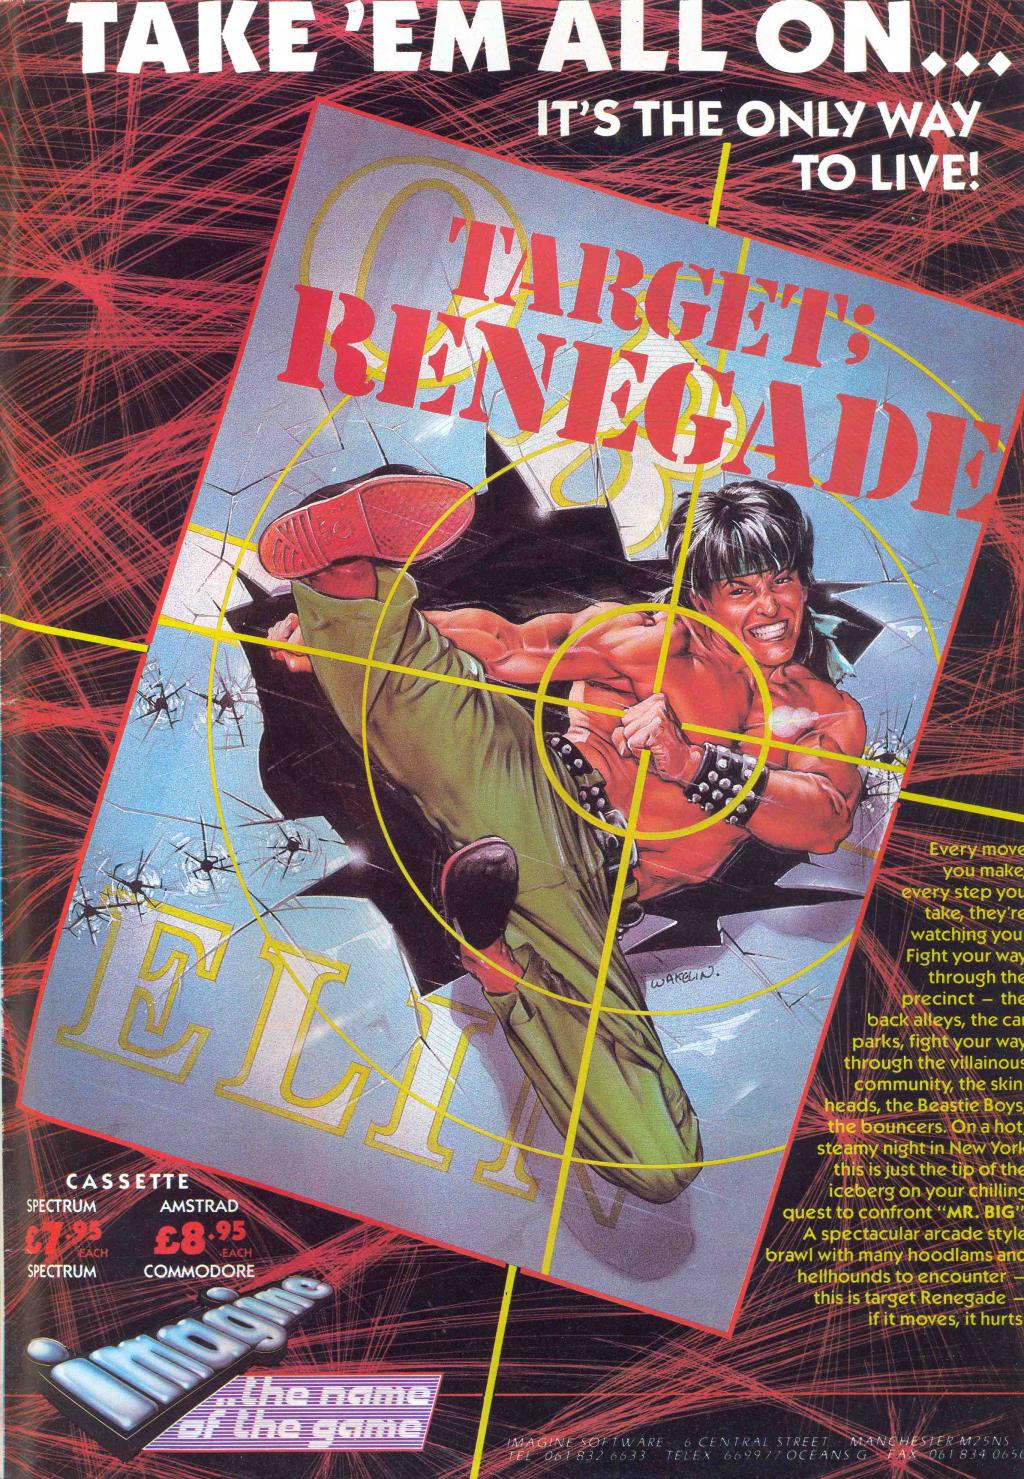 TAKE 'EM ALL ON...
IT'S THE ONLY WAY
TO LIVE!
TARGET;
RENEGADE
ELIN
WAKELIN.
Every move
you make,
every step you
take, they're
watching you
Fight your way
through the
precinct – the
back alleys, the car
parks, fight your way
through the villainous
community, the skin
heads, the Beastie Boys,
the bouncers. On a hot,
steamy night in New York
this is just the tip of the
iceberg on your chilling
quest to confront "MR. BIG"
A spectacular arcade style
brawl with many hoodlams and
hellhounds to encounter –
this is target Renegade –
if it moves, it hurts
CASSETTE
SPECTRUM AMSTRAD
£7.95 EACH £8.95 EACH
SPECTRUM COMMODORE
imagine
...the name
of the game
IMAGINE SOFTWARE · 6 CENTRAL STREET · MANCHESTER M25NS
TEL 061 832 6633 TELEX 669977 OCEANS G FAX 061 834 0650